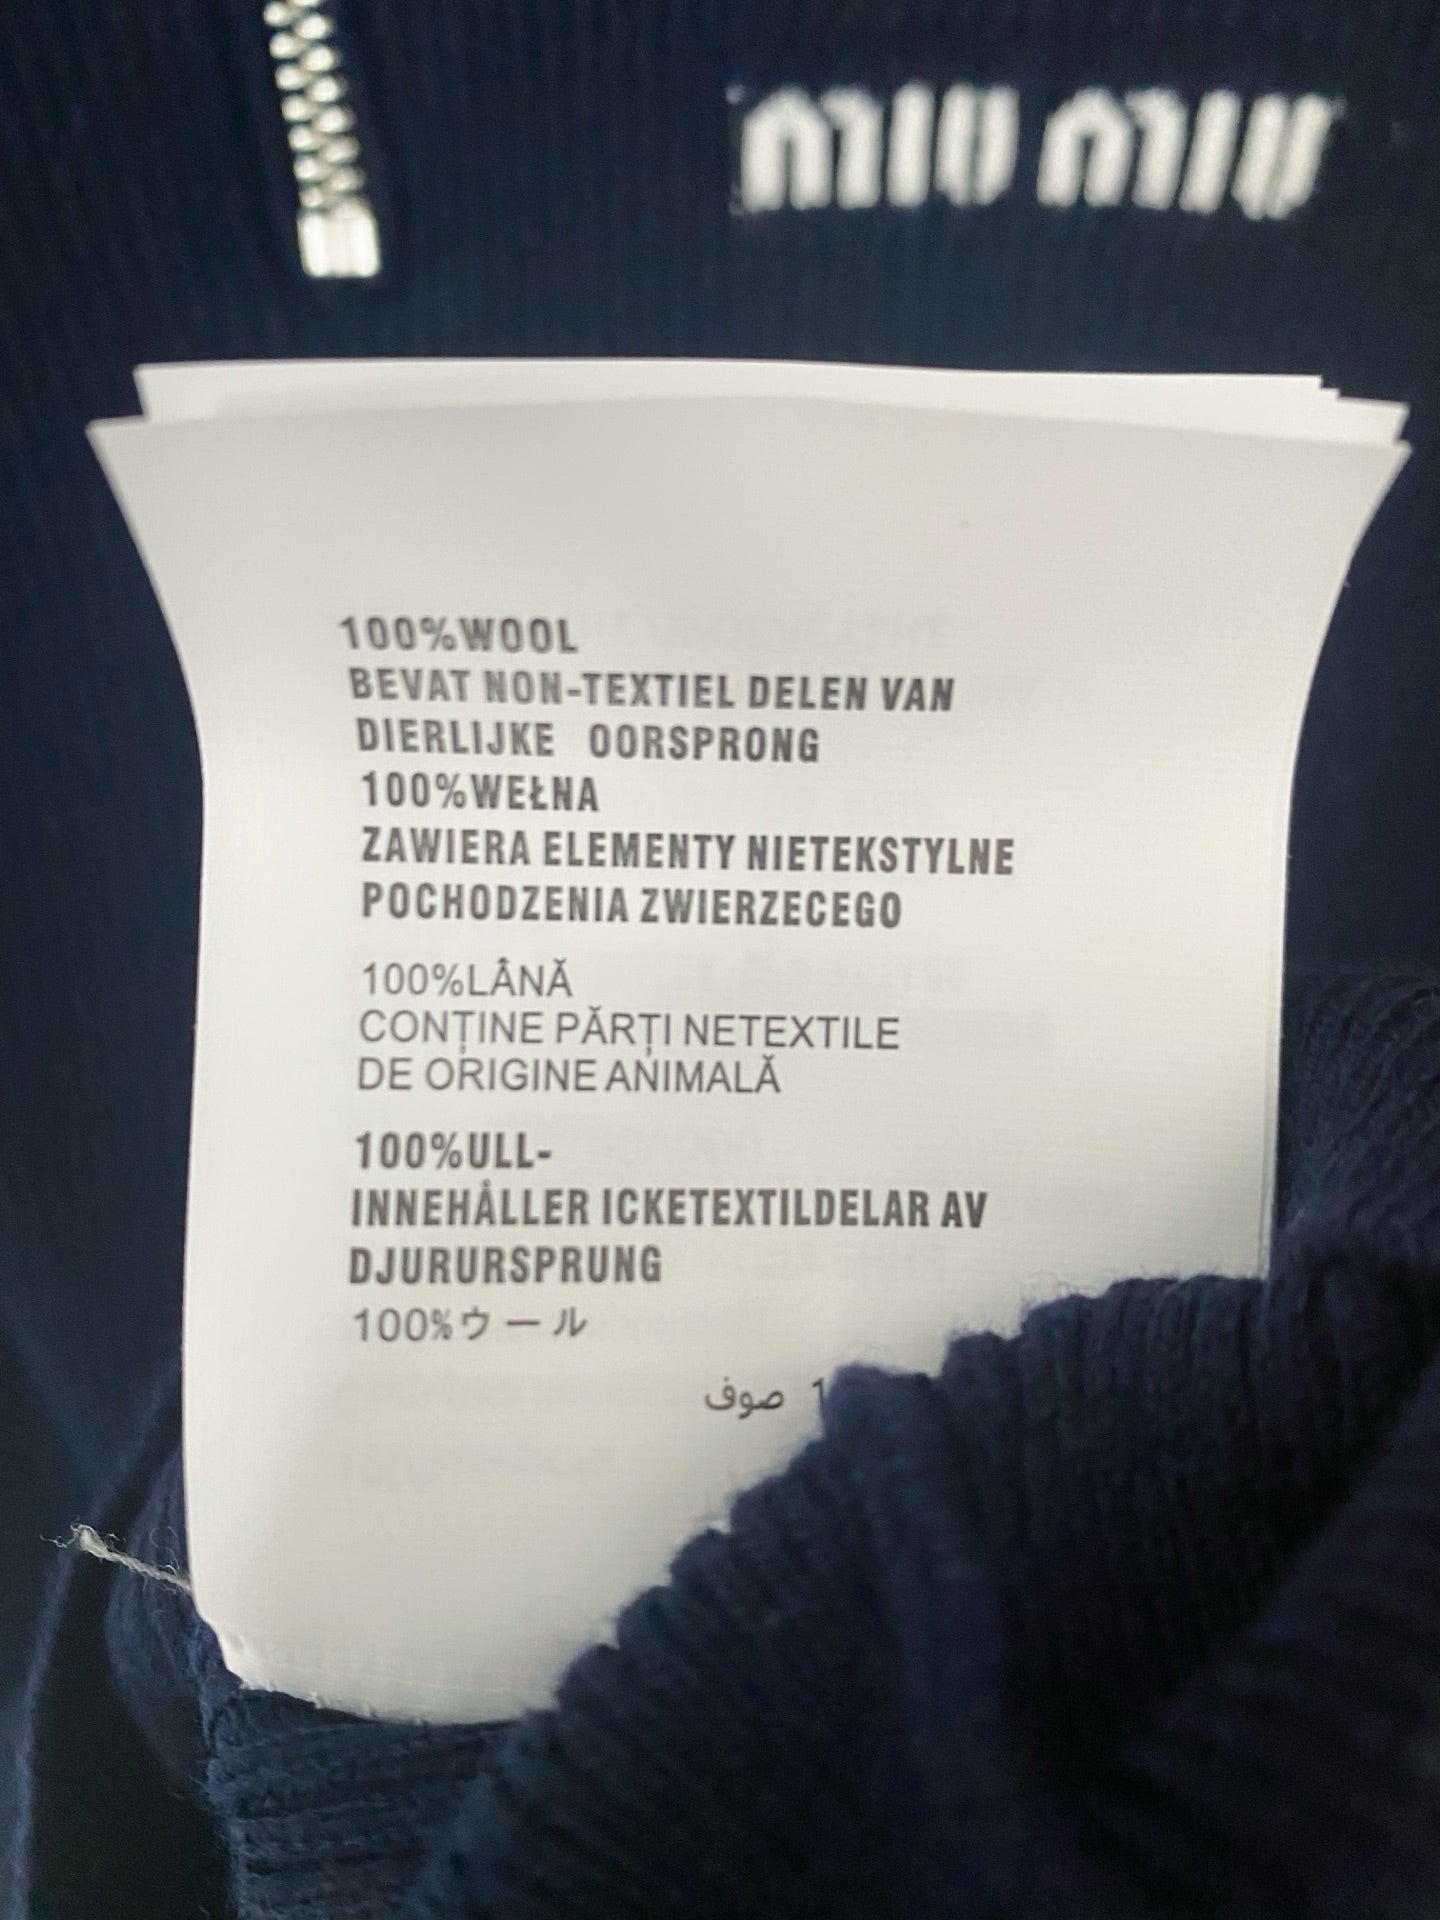 MIU MIU
100%WOOL
BEVAT NON-TEXTIEL DELEN VAN
DIERLIJKE OORSPRONG
100%WEŁNA
ZAWIERA ELEMENTY NIETEKSTYLNE
POCHODZENIA ZWIERZECEGO
100%LÂNĂ
CONȚINE PĂRȚI NETEXTILE
DE ORIGINE ANIMALĂ
100%ULL-
INNEHÅLLER ICKETEXTILDELAR AV
DJURURSPRUNG
100%ウール
صوف